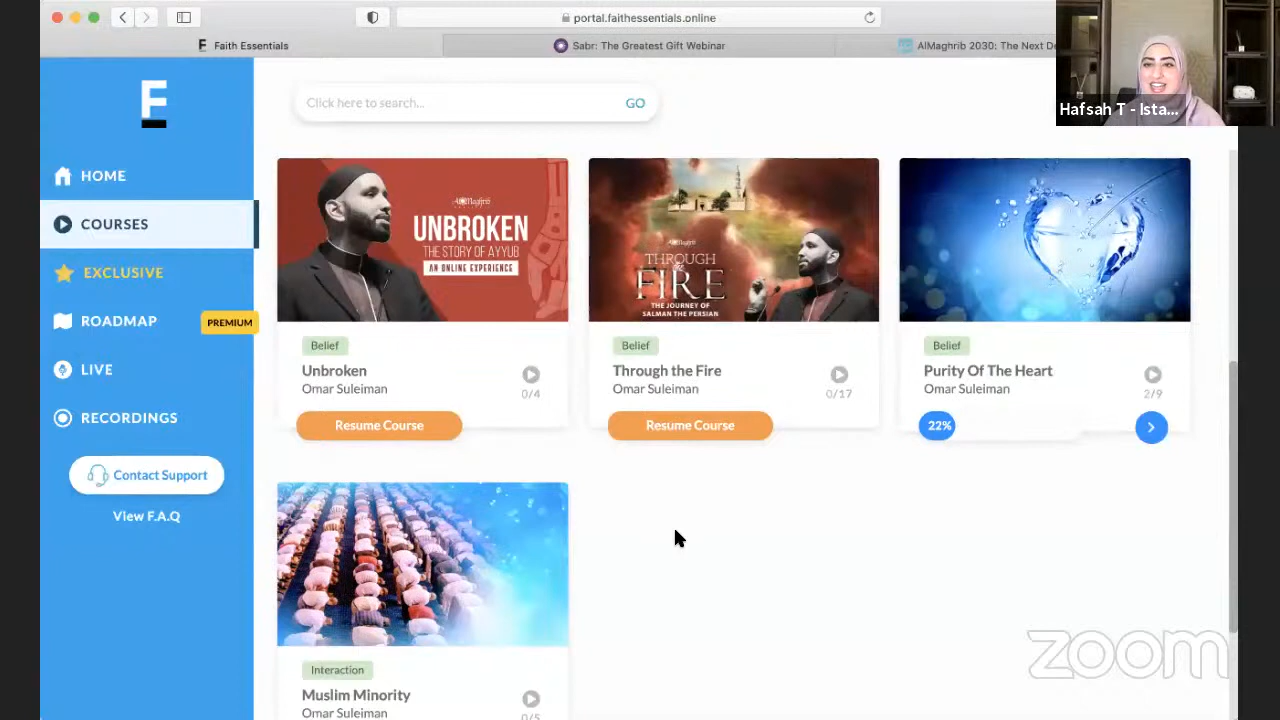 portal.faithessentials.online
Faith Essentials
Sabr: The Greatest Gift Webinar
AlMaghrib 2030: The Next De
Hafsah T - Ista...
F
Click here to search...
GO
HOME
COURSES
EXCLUSIVE
ROADMAP
PREMIUM
LIVE
RECORDINGS
Contact Support
View F.A.Q
AlMaghrib
UNBROKEN
THE STORY OF AYYUB
AN ONLINE EXPERIENCE
Belief
Unbroken
Omar Suleiman
0/4
Resume Course
AlMaghrib
THROUGH
the
FIRE
THE JOURNEY OF
SALMAN THE PERSIAN
Belief
Through the Fire
Omar Suleiman
0/17
Resume Course
Belief
Purity Of The Heart
Omar Suleiman
2/9
22%
Interaction
Muslim Minority
Omar Suleiman
0/5
zoom